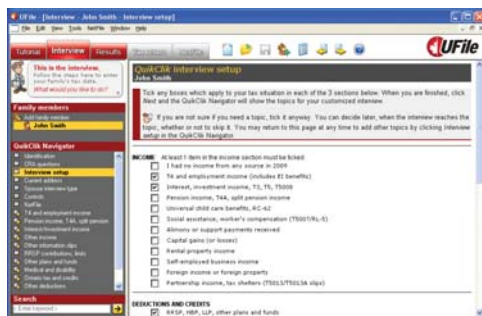 UFile - [Interview - John Smith - Interview setup]
File Edit View Tools NetFile Window Help
Tutorial Interview Results
UFile
This is the interview.
Follow the steps here to enter
your family's tax data.
What would you like to do?
Family members
Add family member
John Smith
QuikClik Navigator
Identification
CRA questions
Interview setup
Current address
Spouse interview type
Controls
NetFile
T4 and employment income
Pension income, T4A, split pension
Interest/investment income
Other income
Other information slips
RRSP contributions, limits
Other plans and funds
Medical and disability
Ontario tax and credits
Other deductions
Search
QuikClik interview setup
John Smith
Tick any boxes which apply to your tax situation in each of the 3 sections below. When you are finished, click
Next and the QuikClik Navigator will show the topics for your customized interview.
If you are not sure if you need a topic, tick it anyway. You can decide later, when the interview reaches the
topic, whether or not to skip it. You may return to this page at any time to add other topics by clicking Interview
setup in the QuikClik Navigator.
INCOME At least 1 item in the income section must be ticked
I had no income from any source in 2009
T4 and employment income (includes EI benefits)
Interest, investment income, T3, T5, T5008
Pension income, T4A, split pension income
Universal child care benefits, RC-62
Social assistance, worker's compensation (T5007/RL-5)
Alimony or support payments received
Capital gains (or losses)
Rental property income
Self-employed business income
Foreign income or foreign property
Partnership income, tax shelters (T5013/T5013A slips)
DEDUCTIONS AND CREDITS
RRSP, HBP, LLP, other plans and funds